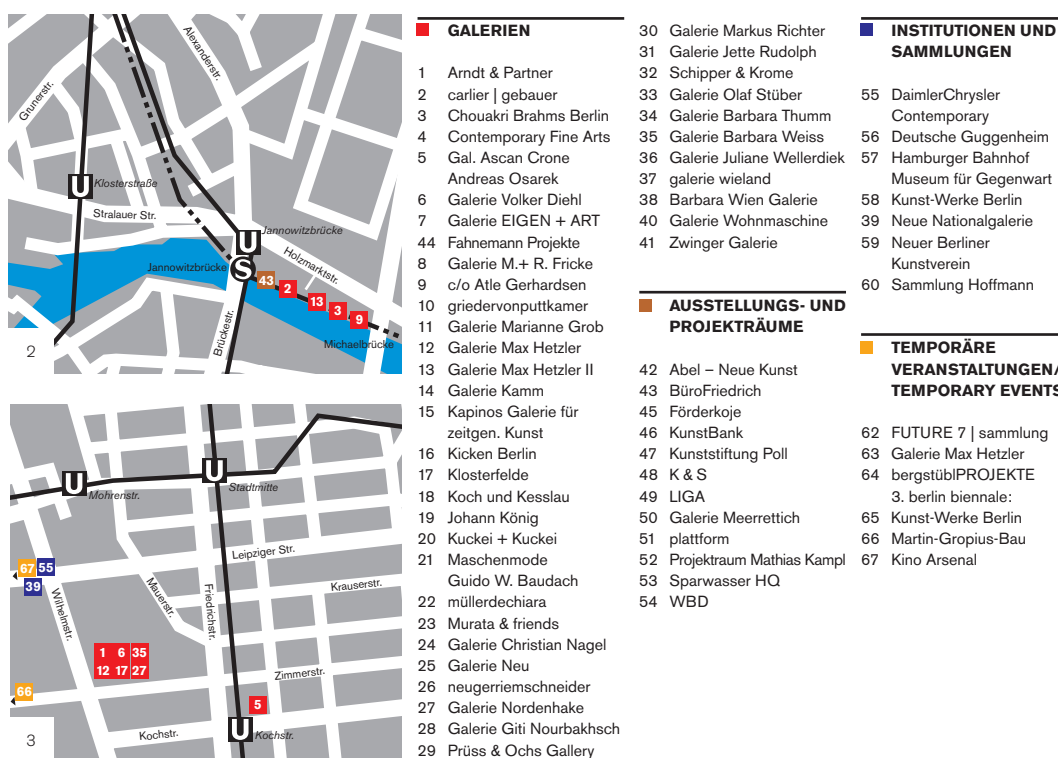 Grunerstr.
Alexanderstr.
U
Klosterstraße
Stralauer Str.
U
Jannowitzbrücke
Jannowitzbrücke
S
Holzmarktstr.
43
2
13
3
9
Brückestr.
Michaelbrücke
2
U
Mohrenstr.
U
Stadtmitte
Leipziger Str.
Krauserstr.
67 55
39
Wilhelmstr.
Mauerstr.
Friedrichstr.
1 6 35
12 17 27
Zimmerstr.
66
5
U
Kochstr.
Kochstr.
3
GALERIEN
1 Arndt & Partner
2 carlier | gebauer
3 Chouakri Brahms Berlin
4 Contemporary Fine Arts
5 Gal. Ascan Crone
Andreas Osarek
6 Galerie Volker Diehl
7 Galerie EIGEN + ART
44 Fahnemann Projekte
8 Galerie M.+ R. Fricke
9 c/o Atle Gerhardsen
10 griedervonputtkamer
11 Galerie Marianne Grob
12 Galerie Max Hetzler
13 Galerie Max Hetzler II
14 Galerie Kamm
15 Kapinos Galerie für
zeitgen. Kunst
16 Kicken Berlin
17 Klosterfelde
18 Koch und Kesslau
19 Johann König
20 Kuckei + Kuckei
21 Maschenmode
Guido W. Baudach
22 müllerdechiara
23 Murata & friends
24 Galerie Christian Nagel
25 Galerie Neu
26 neugerriemschneider
27 Galerie Nordenhake
28 Galerie Giti Nourbakhsch
29 Prüss & Ochs Gallery
30 Galerie Markus Richter
31 Galerie Jette Rudolph
32 Schipper & Krome
33 Galerie Olaf Stüber
34 Galerie Barbara Thumm
35 Galerie Barbara Weiss
36 Galerie Juliane Wellerdiek
37 galerie wieland
38 Barbara Wien Galerie
40 Galerie Wohnmaschine
41 Zwinger Galerie
AUSSTELLUNGS- UND
PROJEKTRÄUME
42 Abel – Neue Kunst
43 BüroFriedrich
45 Förderkoje
46 KunstBank
47 Kunststiftung Poll
48 K & S
49 LIGA
50 Galerie Meerrettich
51 plattform
52 Projektraum Mathias Kampl
53 Sparwasser HQ
54 WBD
INSTITUTIONEN UND
SAMMLUNGEN
55 DaimlerChrysler
Contemporary
56 Deutsche Guggenheim
57 Hamburger Bahnhof
Museum für Gegenwart
58 Kunst-Werke Berlin
39 Neue Nationalgalerie
59 Neuer Berliner
Kunstverein
60 Sammlung Hoffmann
TEMPORÄRE
VERANSTALTUNGEN/
TEMPORARY EVENTS
62 FUTURE 7 | sammlung
63 Galerie Max Hetzler
64 bergstüblPROJEKTE
3. berlin biennale:
65 Kunst-Werke Berlin
66 Martin-Gropius-Bau
67 Kino Arsenal